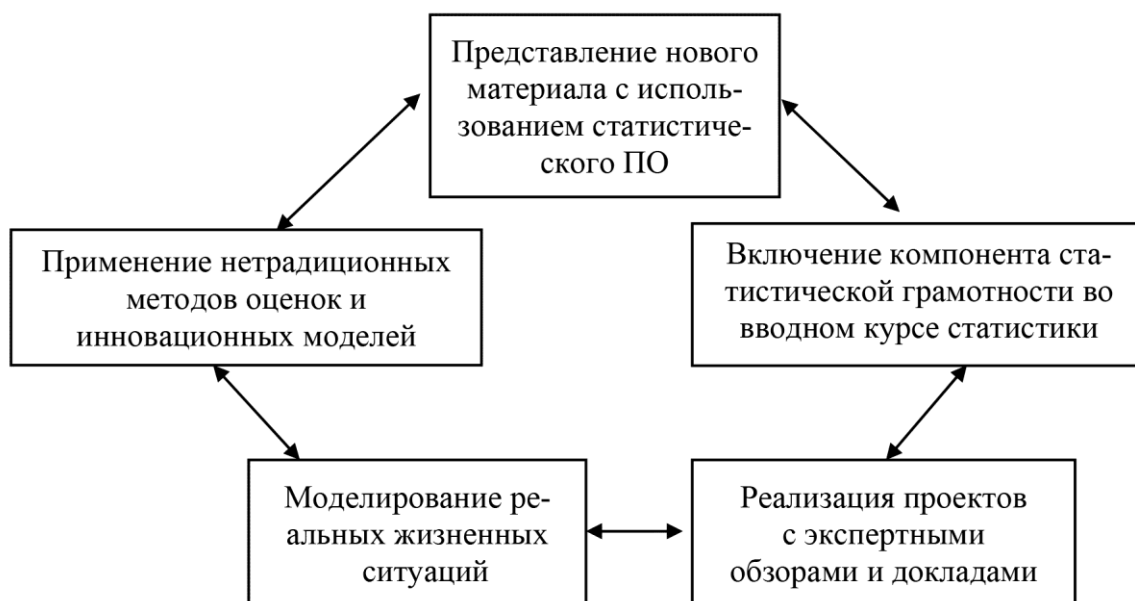 Представление нового
материала с исполь-
зованием статистиче-
ского ПО
Применение нетрадиционных
методов оценок и
инновационных моделей
Включение компонента ста-
тистической грамотности во
вводном курсе статистики
Моделирование ре-
альных жизненных
ситуаций
Реализация проектов
с экспертными
обзорами и докладами